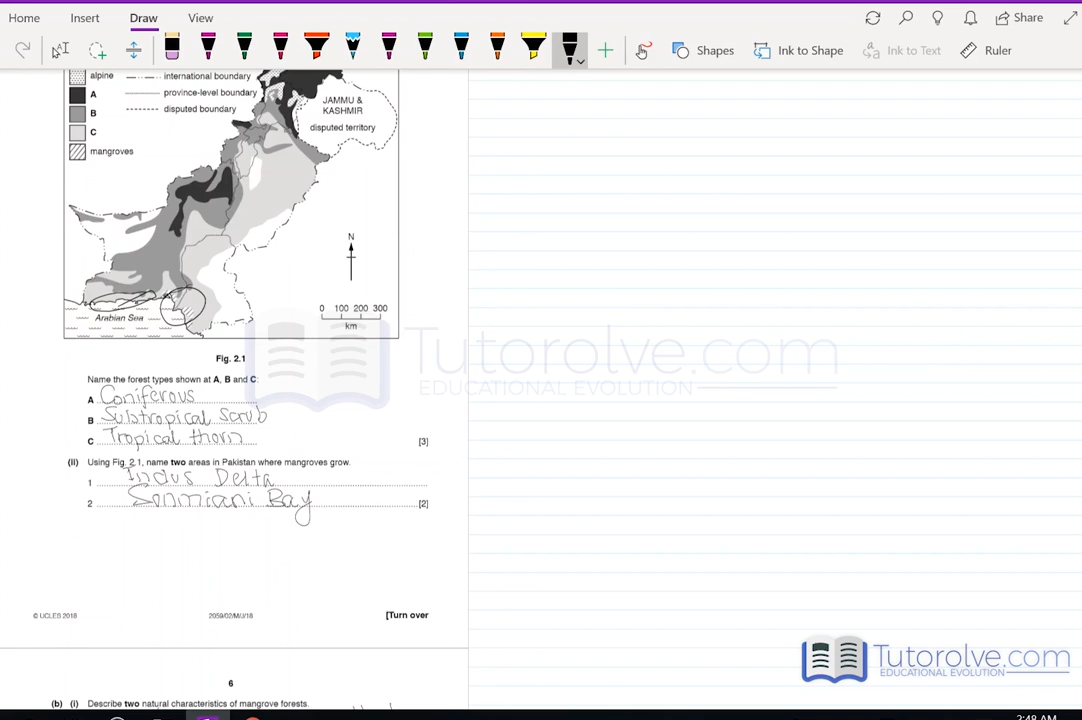 Home Insert Draw View
Share
Shapes Ink to Shape Ink to Text Ruler
alpine international boundary
A province-level boundary
B disputed boundary
C
mangroves
JAMMU &
KASHMIR
disputed territory
N
0 100 200 300
km
Arabian Sea
Fig. 2.1
Tutorolve.com
EDUCATIONAL EVOLUTION
Name the forest types shown at A, B and C:
A Coniferous
B Subtropical Scrub
C Tropical thorn [3]
(ii) Using Fig. 2.1, name two areas in Pakistan where mangroves grow.
1 Indus Delta
2 Sonmiani Bay [2]
© UCLES 2018 2059/02/M/J/18 [Turn over
Tutorolve.com
EDUCATIONAL EVOLUTION
6
(b) (i) Describe two natural characteristics of mangrove forests.
2:48 AM